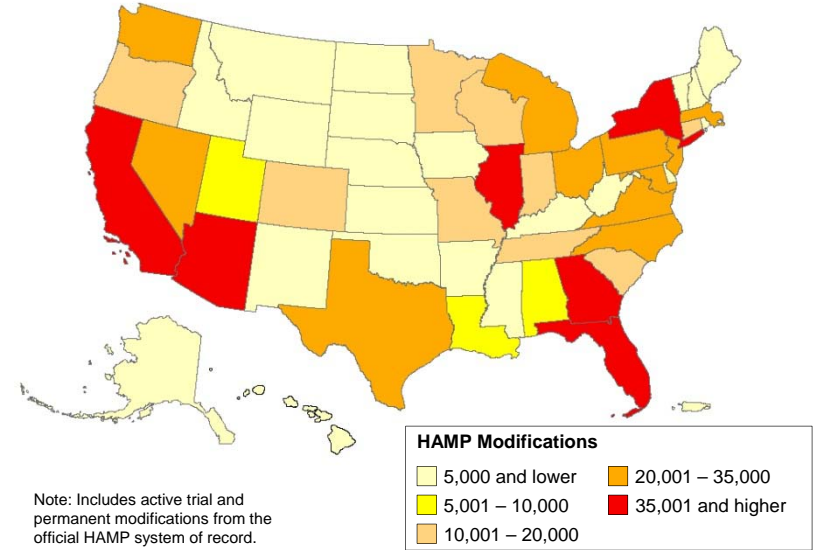 HAMP Modifications
5,000 and lower
20,001 – 35,000
5,001 – 10,000
35,001 and higher
10,001 – 20,000
Note: Includes active trial and
permanent modifications from the
official HAMP system of record.